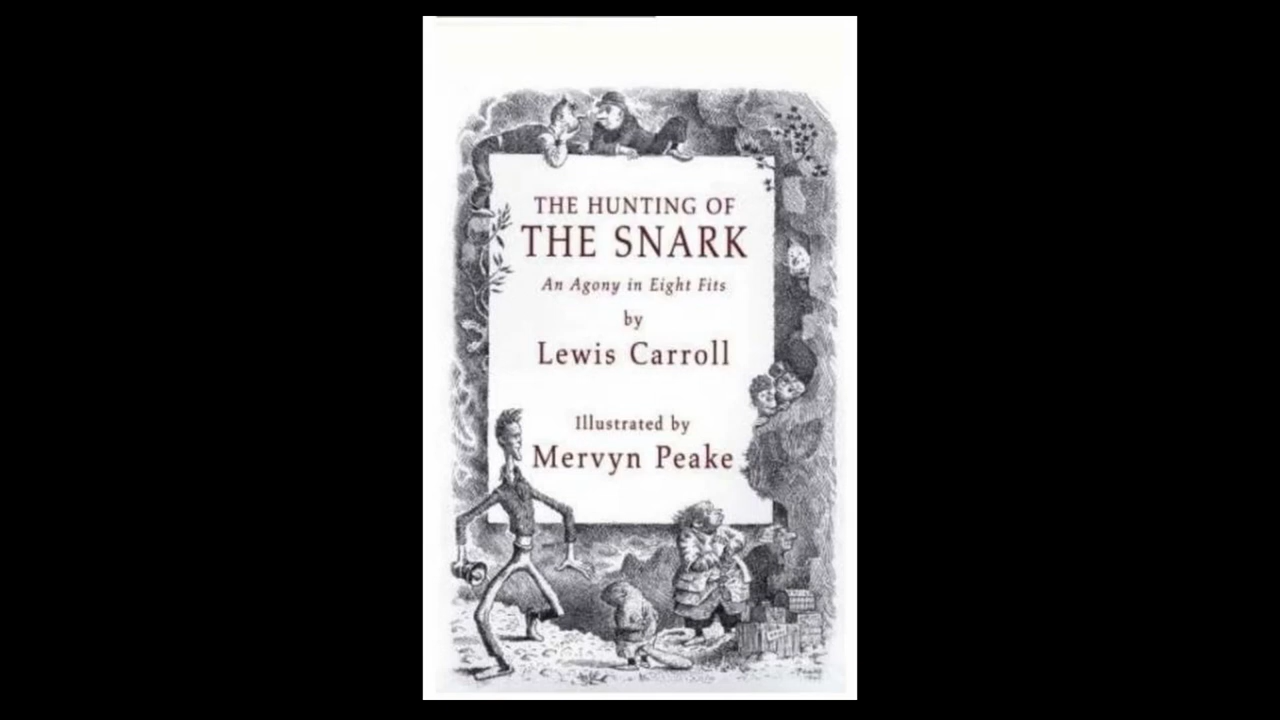 THE HUNTING OF
THE SNARK
An Agony in Eight Fits
by
Lewis Carroll
Illustrated by
Mervyn Peake